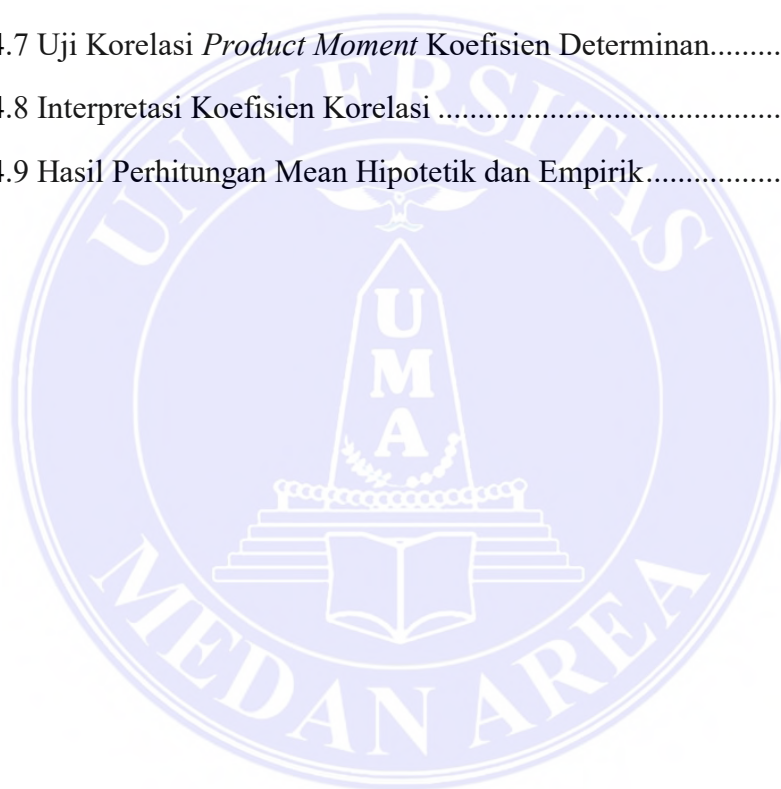 4.7 Uji Korelasi Product Moment Koefisien Determinan..........
4.8 Interpretasi Koefisien Korelasi ....................................
4.9 Hasil Perhitungan Mean Hipotetik dan Empirik.................
UNIVERSITAS
U
M
A
MEDAN AREA